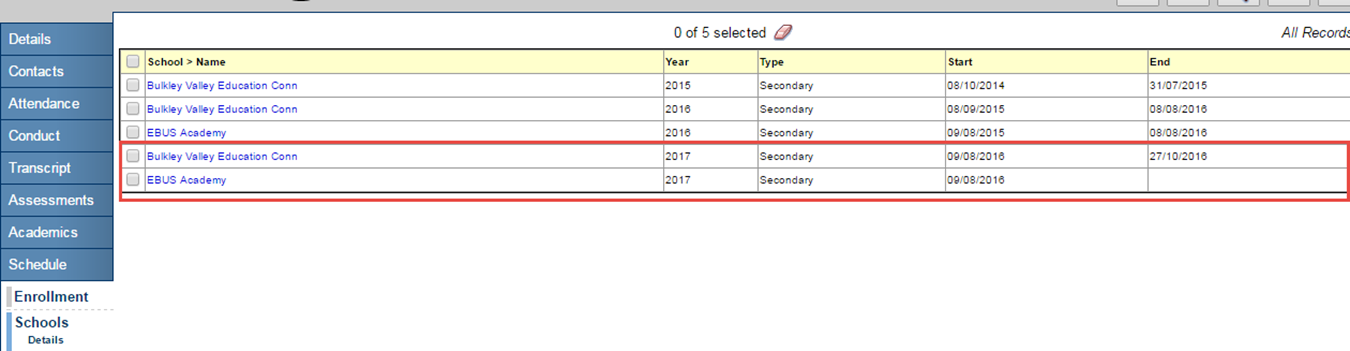 0 of 5 selected All Records
Details
Contacts
Attendance
Conduct
Transcript
Assessments
Academics
Schedule
Enrollment
Schools
Details
School > Name Year Type Start End
Bulkley Valley Education Conn 2015 Secondary 08/10/2014 31/07/2015
Bulkley Valley Education Conn 2016 Secondary 08/09/2015 08/08/2016
EBUS Academy 2016 Secondary 09/08/2015 08/08/2016
Bulkley Valley Education Conn 2017 Secondary 09/08/2016 27/10/2016
EBUS Academy 2017 Secondary 09/08/2016